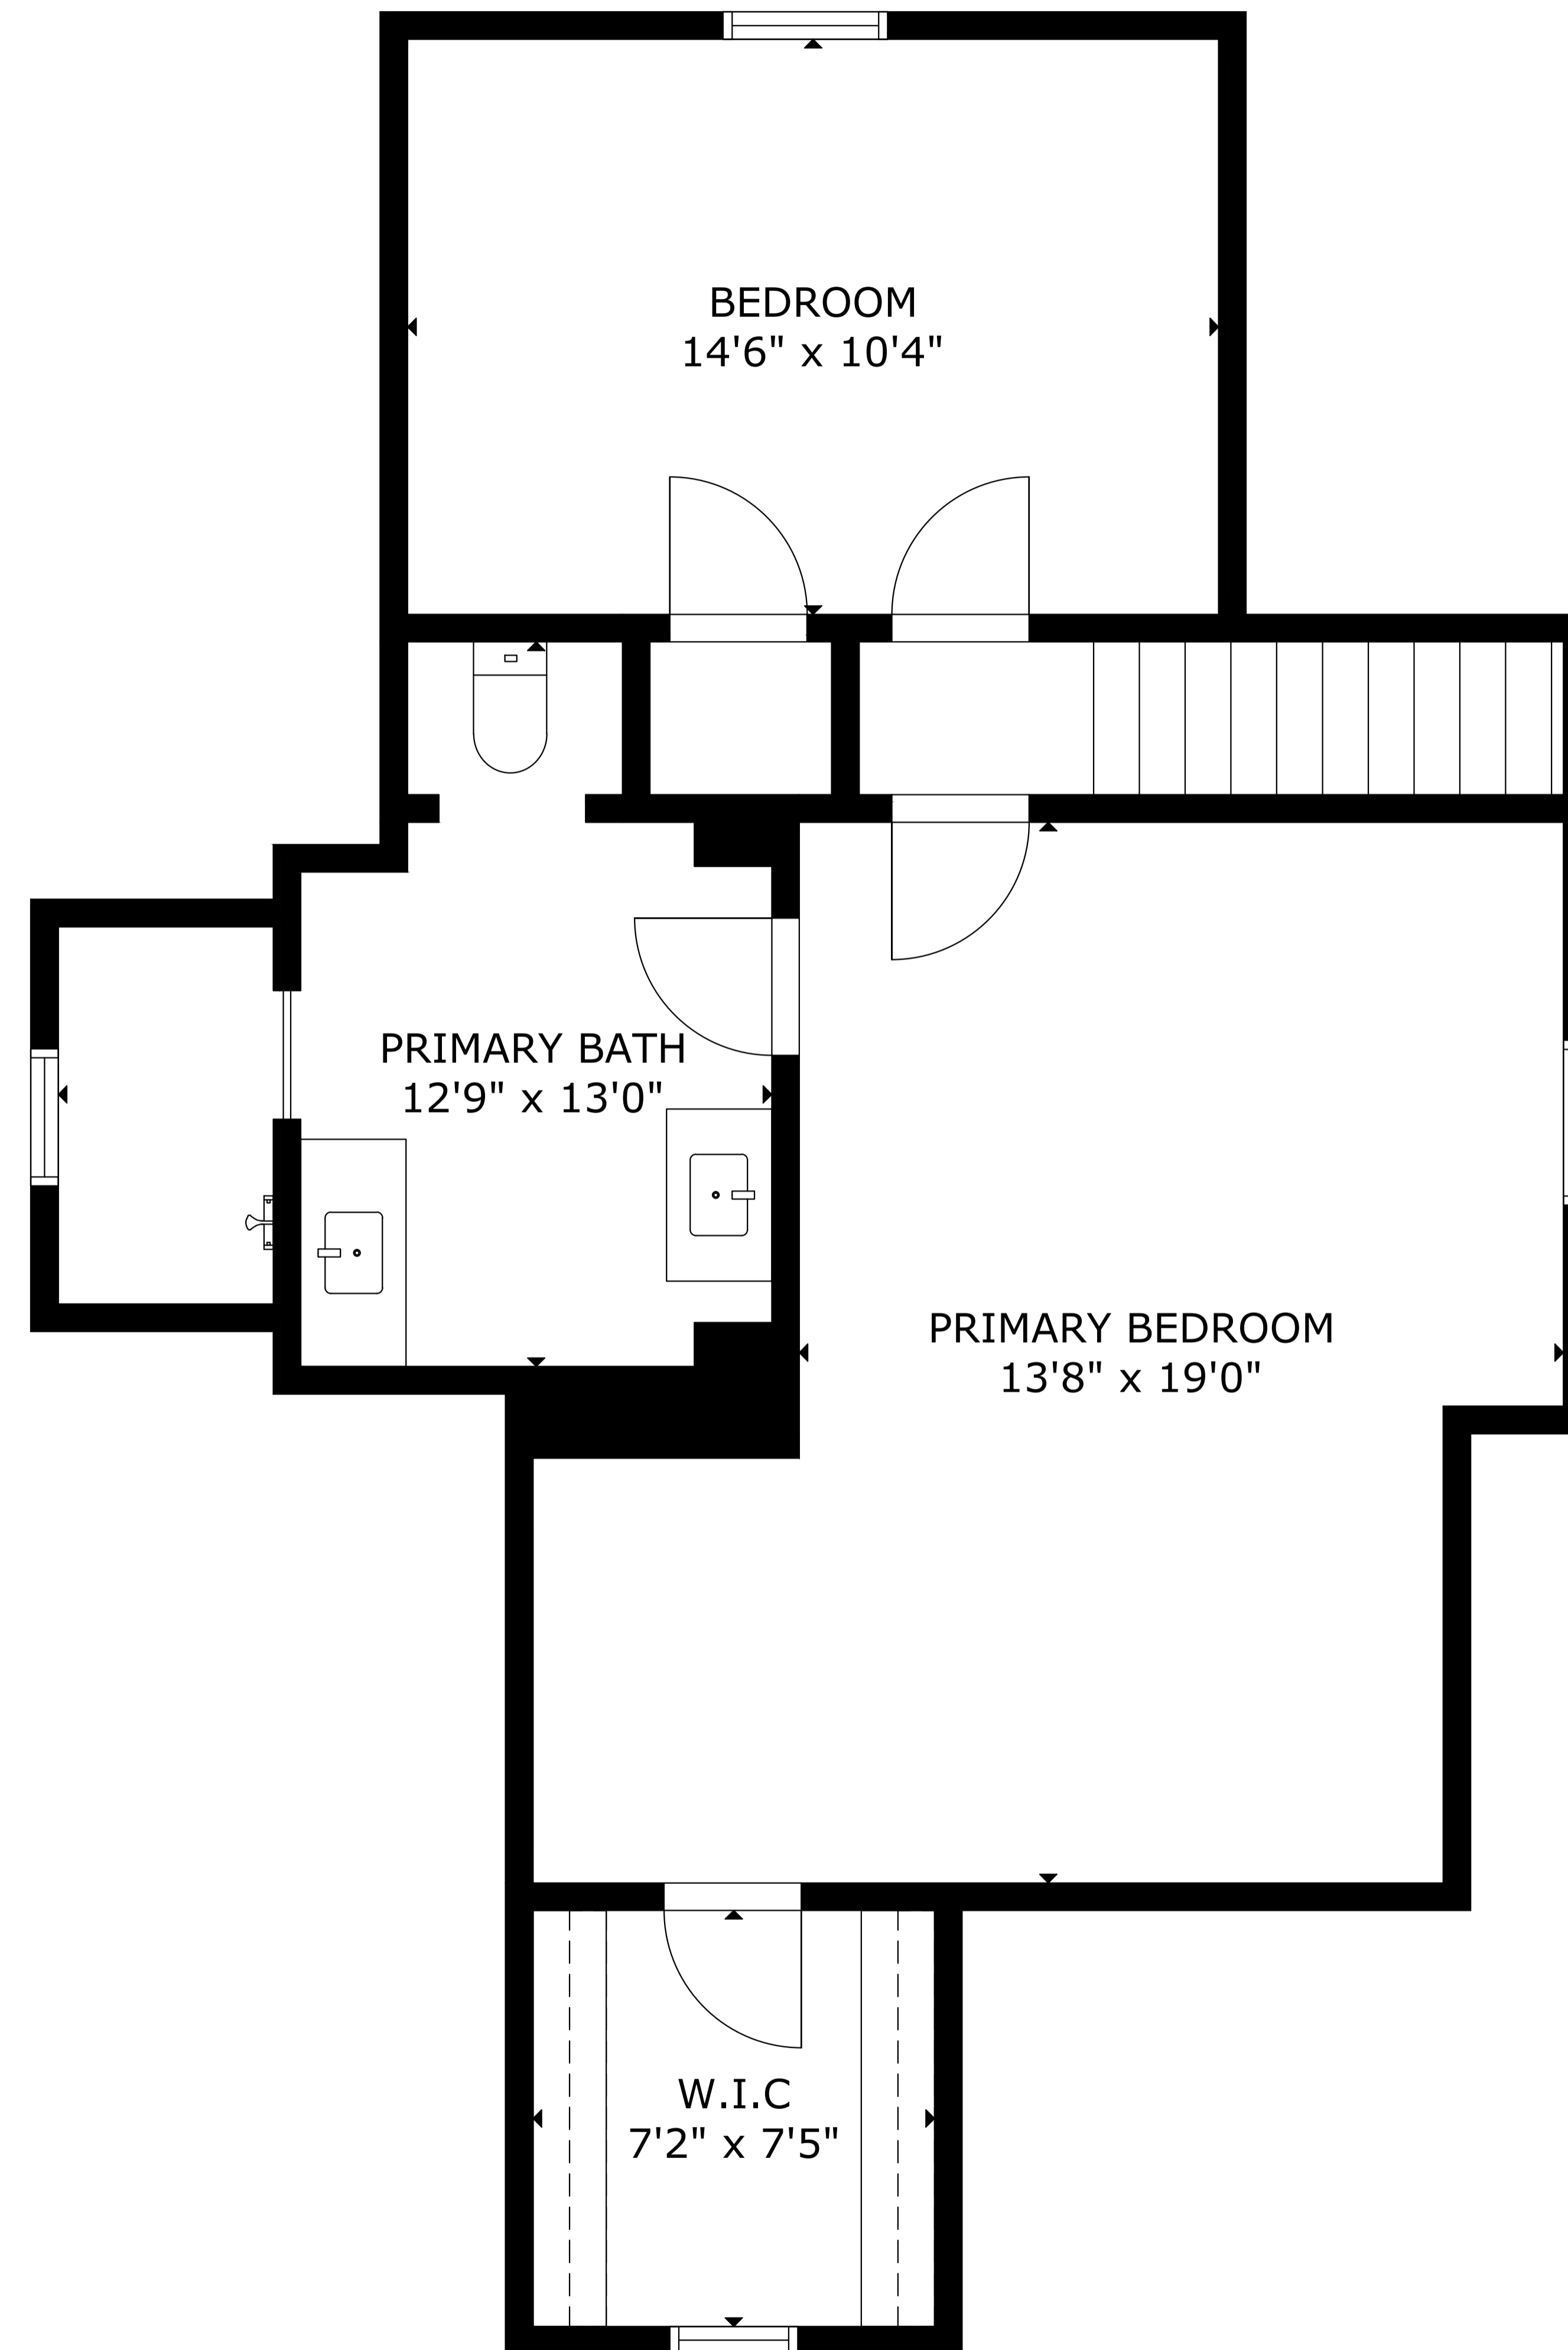 BEDROOM
14'6" x 10'4"
PRIMARY BATH
12'9" x 13'0"
PRIMARY BEDROOM
13'8" x 19'0"
W.I.C
7'2" x 7'5"